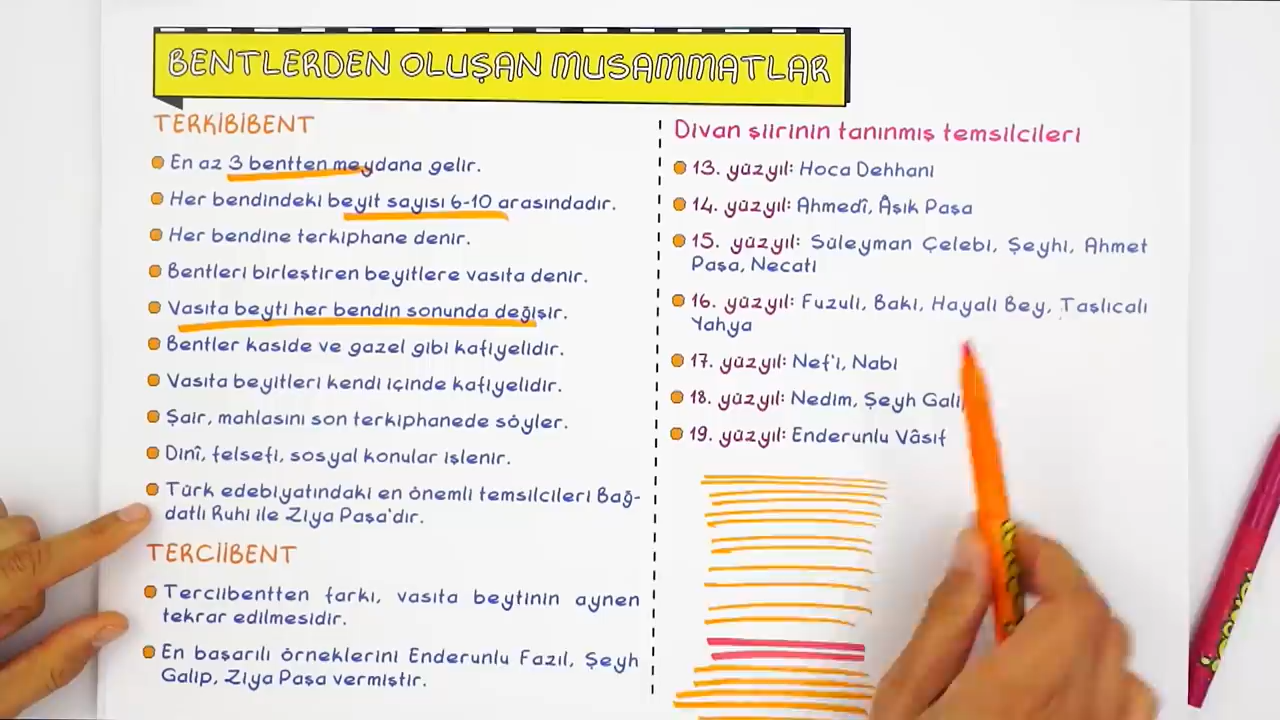 BENTLERDEN OLUŞAN MUSAMMATLAR
TERKİBİBENT
En az 3 bentten meydana gelir.
Her bendindeki beyit sayısı 6-10 arasındadır.
Her bendine terkiphane denir.
Bentleri birleştiren beyitlere vasıta denir.
Vasıta beyti her bendin sonunda değişir.
Bentler kaside ve gazel gibi kafiyelidir.
Vasıta beyitleri kendi içinde kafiyelidir.
Şair, mahlasını son terkiphanede söyler.
Dinî, felsefi, sosyal konular işlenir.
Türk edebiyatındaki en önemli temsilcileri Bağ-
datlı Ruhi ile Ziya Paşa'dır.
TERCİİBENT
Terciibentten farkı, vasıta beytinin aynen
tekrar edilmesidir.
En başarılı örneklerini Enderunlu Fazıl, Şeyh
Galip, Ziya Paşa vermiştir.
Divan şiirinin tanınmış temsilcileri
13. yüzyıl: Hoca Dehhani
14. yüzyıl: Ahmedî, Âşık Paşa
15. yüzyıl: Süleyman Çelebi, Şeyhi, Ahmet
Paşa, Necati
16. yüzyıl: Fuzuli, Baki, Hayali Bey, Taşlıcalı
Yahya
17. yüzyıl: Nef'i, Nabi
18. yüzyıl: Nedim, Şeyh
19. yüzyıl: Enderunlu Vâsıf